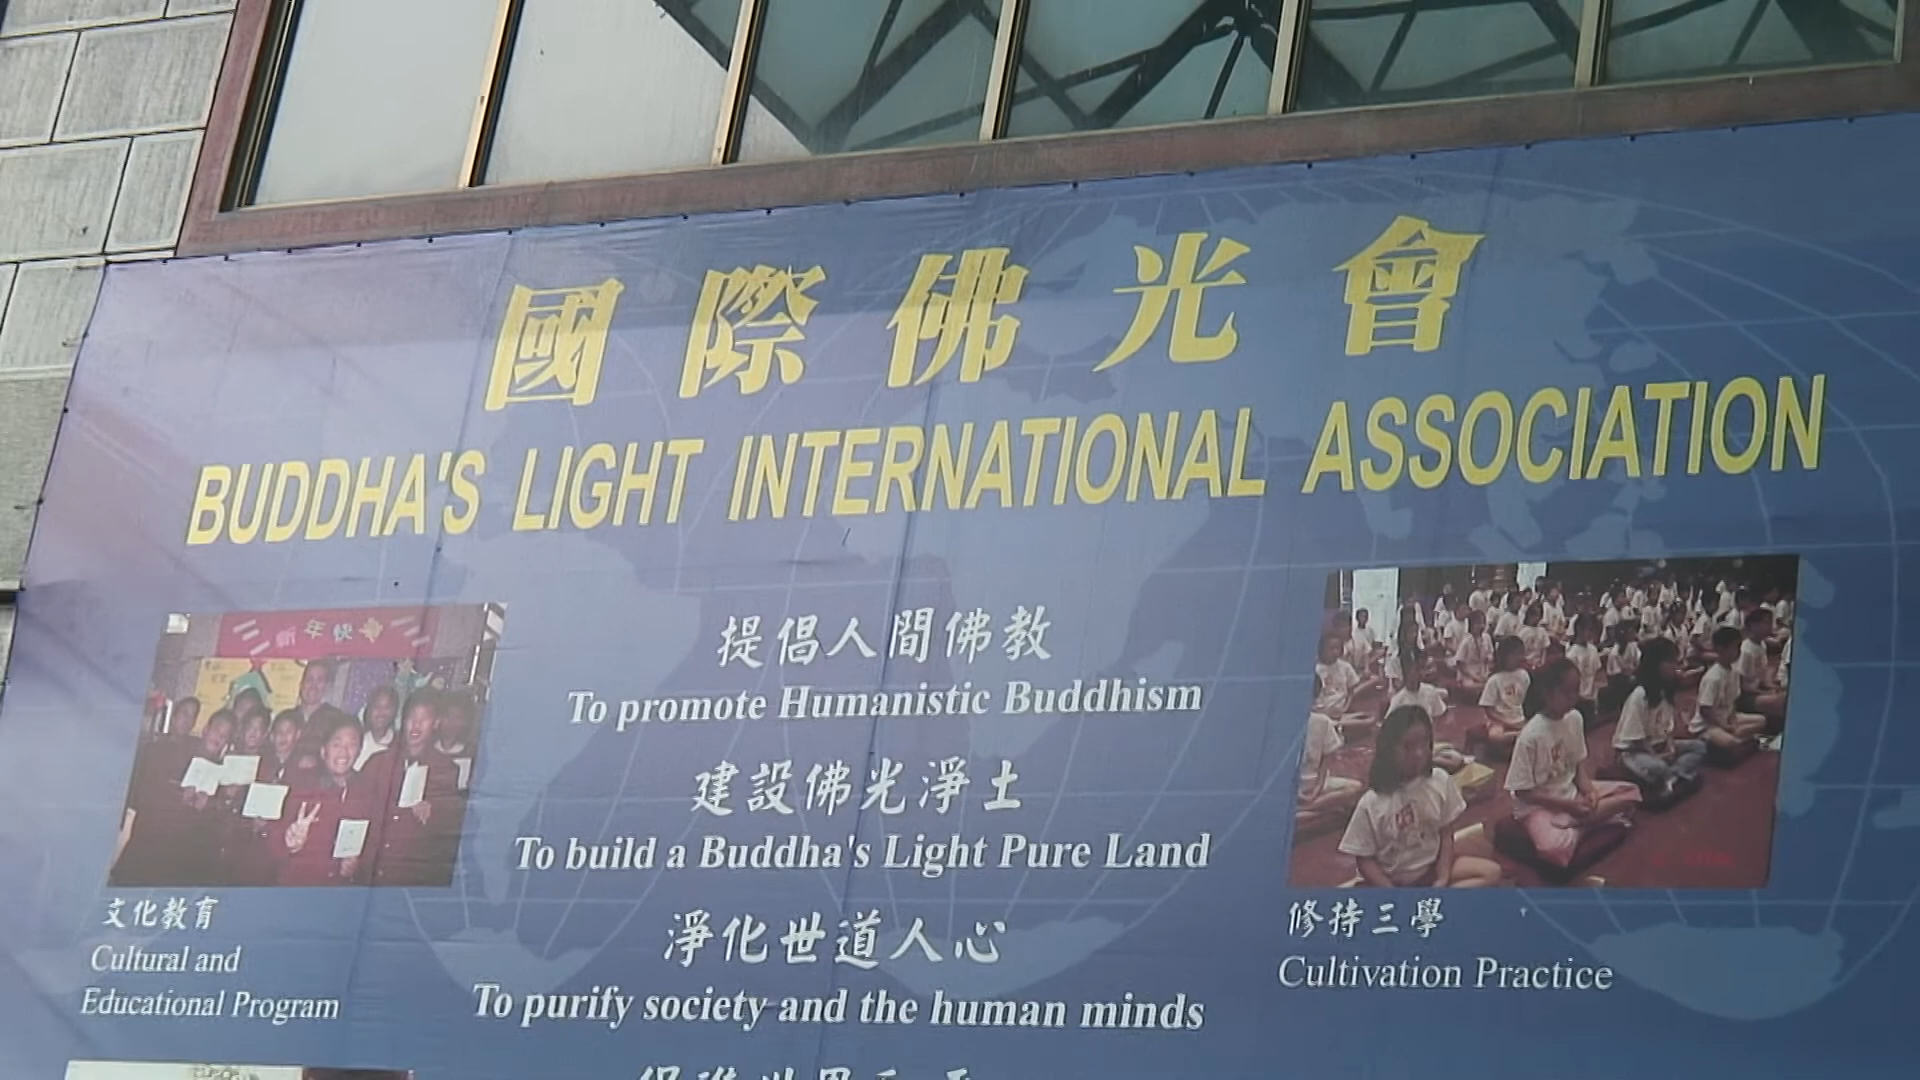 國際佛光會
BUDDHA'S LIGHT INTERNATIONAL ASSOCIATION
提倡人間佛教
To promote Humanistic Buddhism
建設佛光淨土
To build a Buddha's Light Pure Land
淨化世道人心
To purify society and the human minds
新年快
文化教育
Cultural and
Educational Program
修持三學
Cultivation Practice